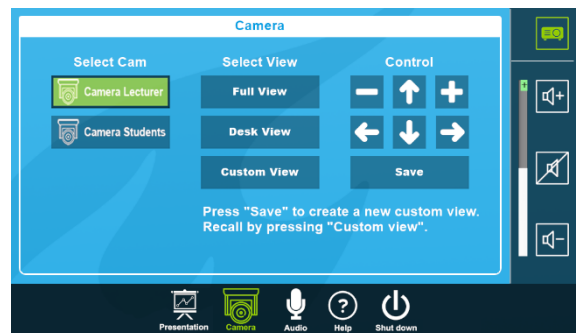 Camera
Select Cam
Select View
Control
Camera Lecturer
Full View
Camera Students
Desk View
Custom View
Save
Press "Save" to create a new custom view.
Recall by pressing "Custom view".
Presentation
Camera
Audio
Help
Shut down